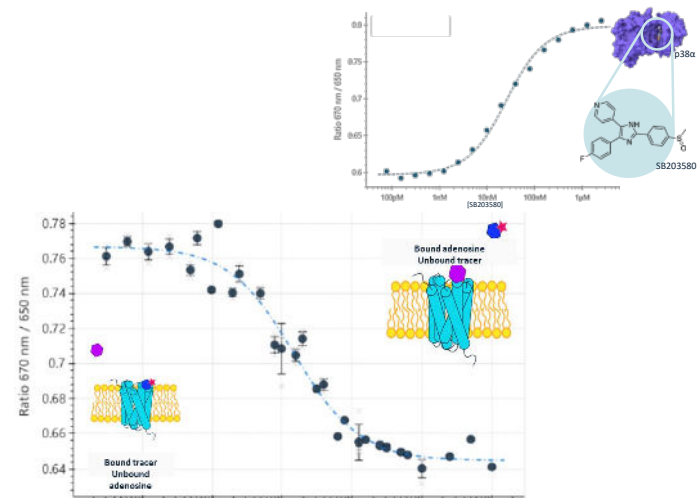 0.8
0.7
0.65
0.6
Ratio 670 nm / 650 nm
100pM
1nM
10nM
100nM
1µM
[SB203580]
p38α
N
NH
N
F
S
O
SB203580
0.78
0.76
0.74
0.72
0.7
0.68
0.66
0.64
Ratio 670 nm / 650 nm
Bound adenosine
Unbound tracer
Bound tracer
Unbound
adenosine